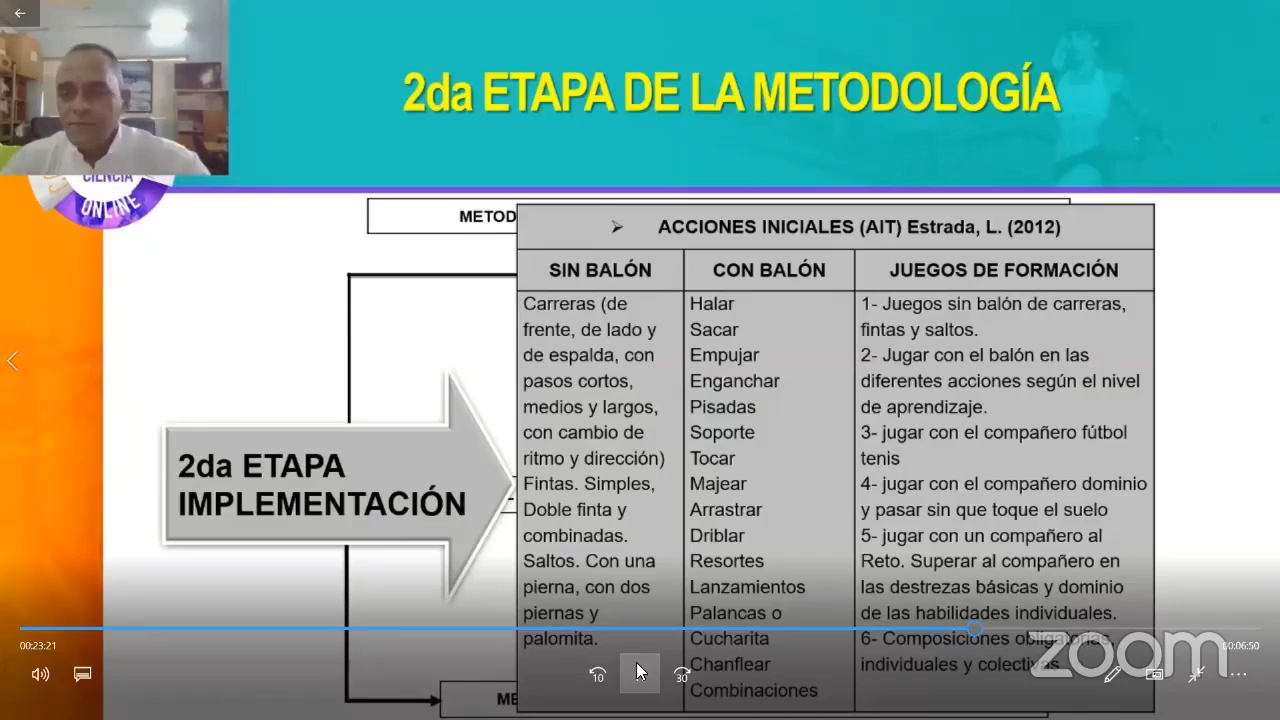 2da ETAPA DE LA METODOLOGÍA
CIENCIA
ONLINE
METOD
➢ ACCIONES INICIALES (AIT) Estrada, L. (2012)
SIN BALÓN
Carreras (de
frente, de lado y
de espalda, con
pasos cortos,
medios y largos,
con cambio de
ritmo y dirección)
Fintas. Simples,
Doble finta y
combinadas.
Saltos. Con una
pierna, con dos
piernas y
palomita.
CON BALÓN
Halar
Sacar
Empujar
Enganchar
Pisadas
Soporte
Tocar
Majear
Arrastrar
Driblar
Resortes
Lanzamientos
Palancas o
Cucharita
Chanflear
Combinaciones
JUEGOS DE FORMACIÓN
1- Juegos sin balón de carreras,
fintas y saltos.
2- Jugar con el balón en las
diferentes acciones según el nivel
de aprendizaje.
3- jugar con el compañero fútbol
tenis
4- jugar con el compañero dominio
y pasar sin que toque el suelo
5- jugar con un compañero al
Reto. Superar al compañero en
las destrezas básicas y dominio
de las habilidades individuales.
6- Composiciones obligatorias,
individuales y colectivas.
2da ETAPA
IMPLEMENTACIÓN
ME
00:23:21
00:06:50
10
30
zoom